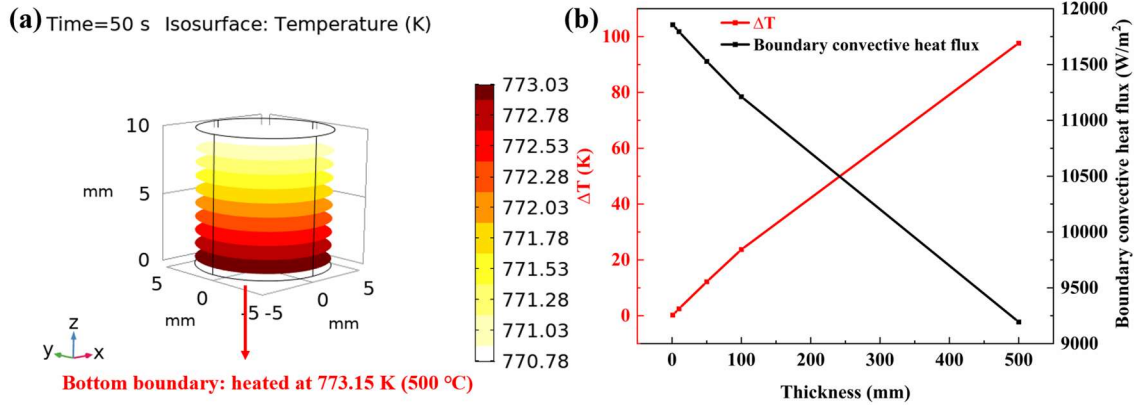 (a) Time=50 s Isosurface: Temperature (K)
773.03
772.78
772.53
772.28
772.03
771.78
771.53
771.28
771.03
770.78
10
mm
5
0
5
0
-5
mm
-5
0
5
mm
z
y
x
Bottom boundary: heated at 773.15 K (500 °C)
(b)
ΔT
Boundary convective heat flux
ΔT (K)
100
80
60
40
20
0
0
100
200
300
400
500
Thickness (mm)
12000
11500
11000
10500
10000
9500
9000
Boundary convective heat flux (W/m²)